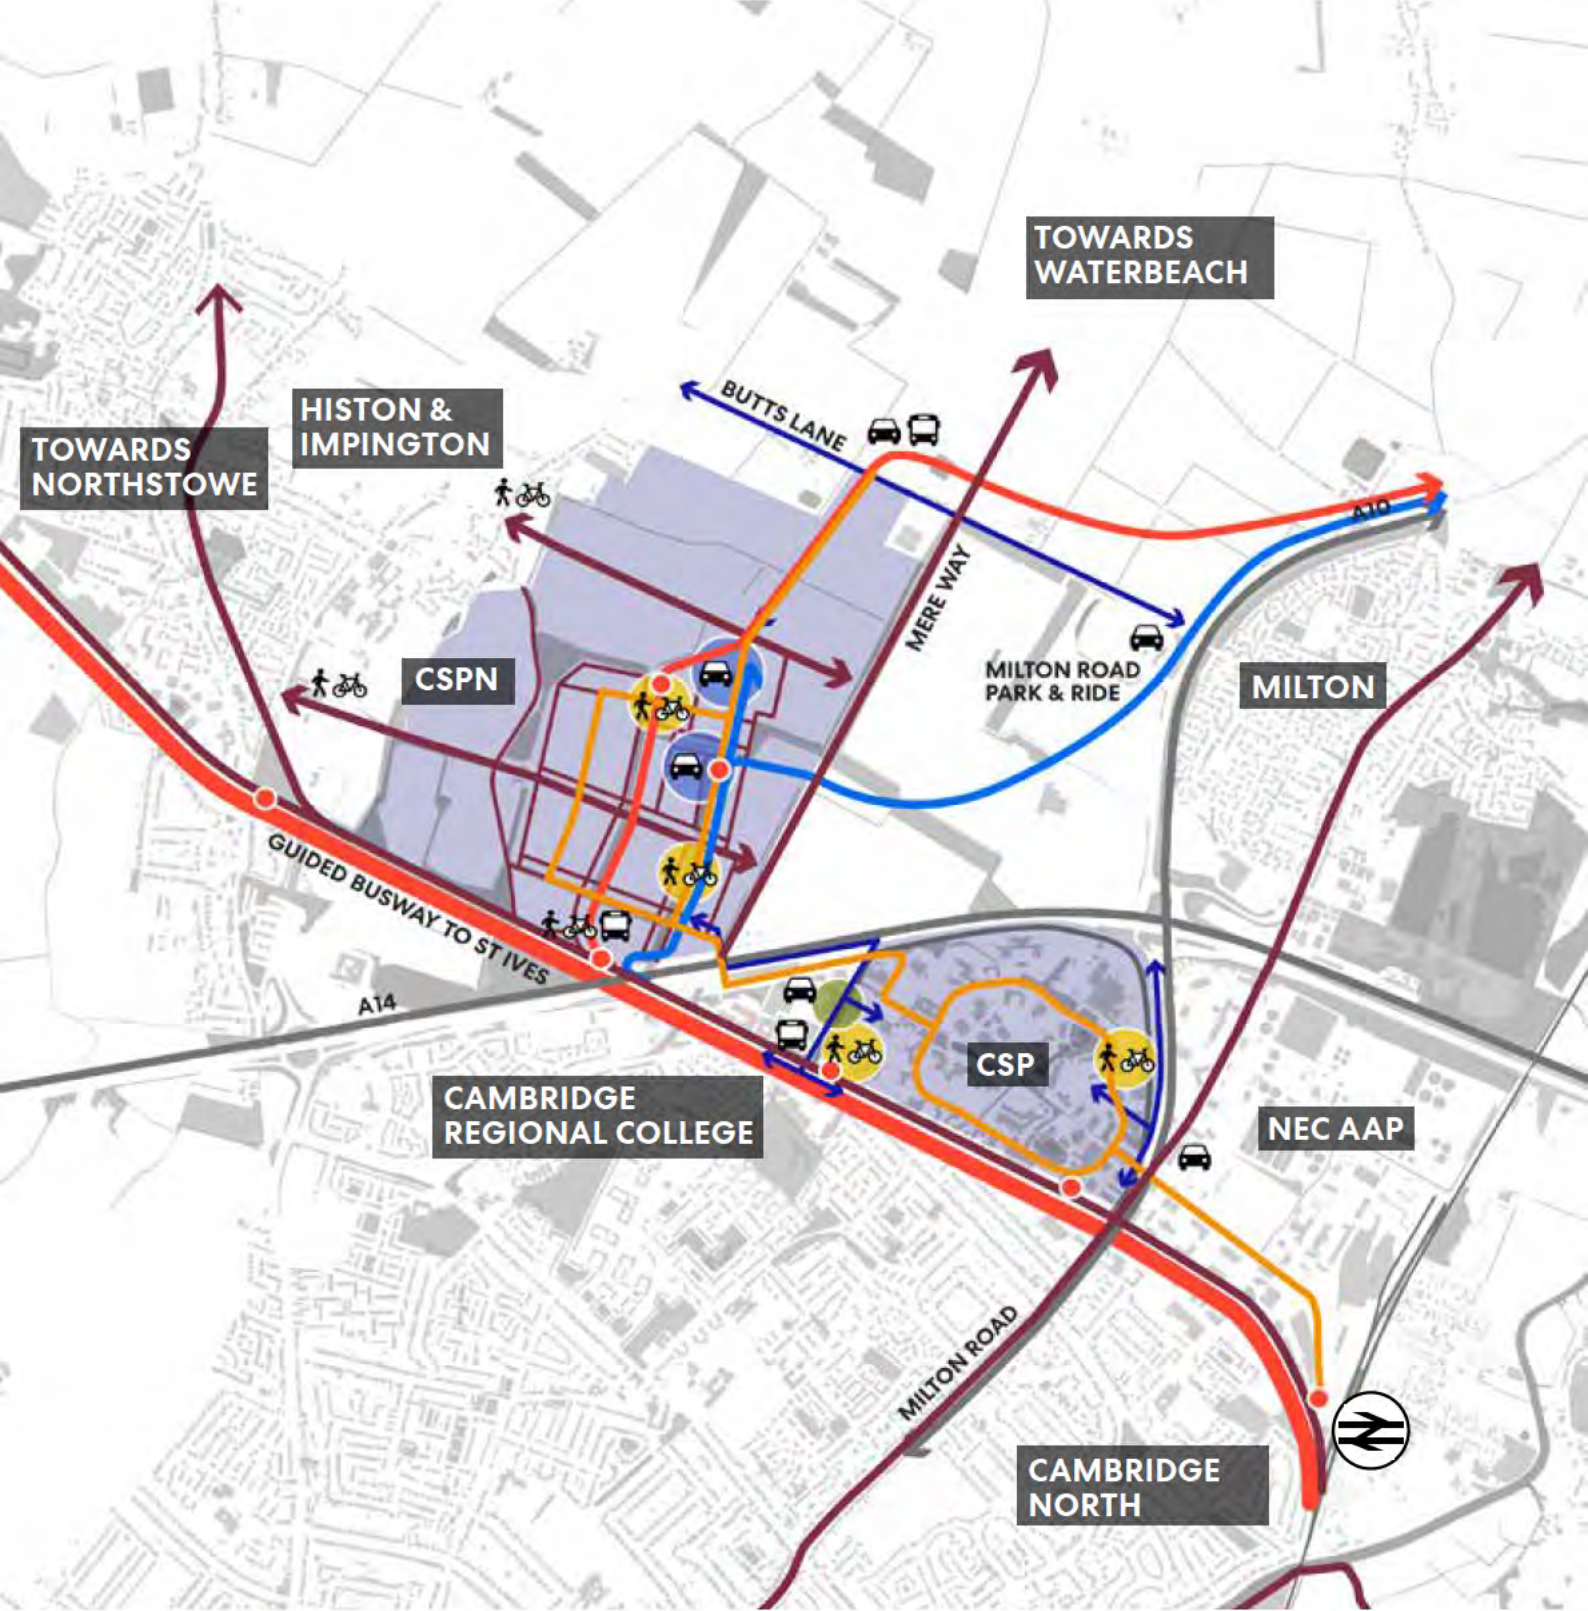 TOWARDS
WATERBEACH
BUTTS LANE
HISTON &
IMPINGTON
TOWARDS
NORTHSTOWE
A10
MERE WAY
MILTON ROAD
PARK & RIDE
CSPN
MILTON
GUIDED BUSWAY TO ST IVES
A14
CSP
CAMBRIDGE
REGIONAL COLLEGE
NEC AAP
MILTON ROAD
CAMBRIDGE
NORTH